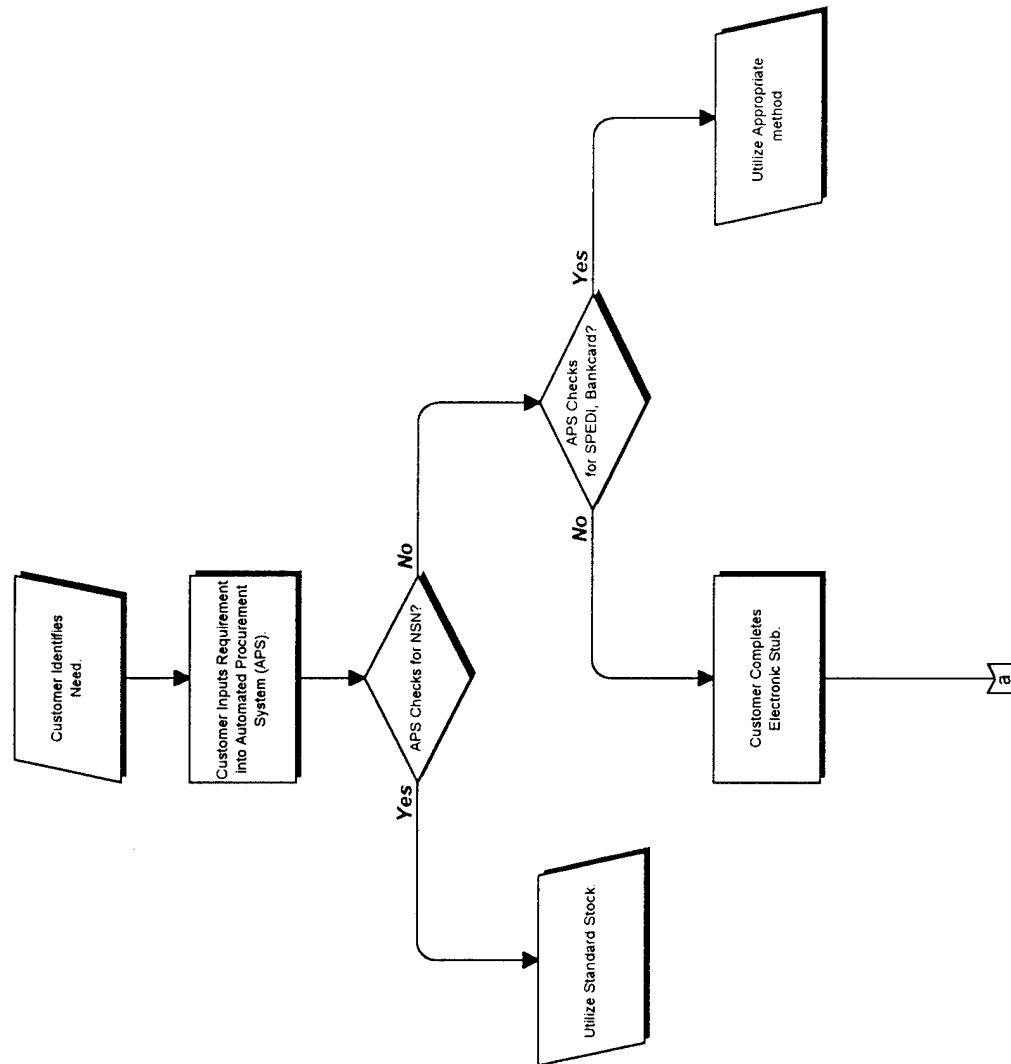 Customer Identifies
Need.
Customer Inputs Requirement
into Automated Procurement
System (APS).
APS Checks for NSN?
Yes
No
Utilize Standard Stock.
APS Checks
for SPEDI, Bankcard?
No
Yes
Customer Completes
Electronic Stub.
Utilize Appropriate
method.
a